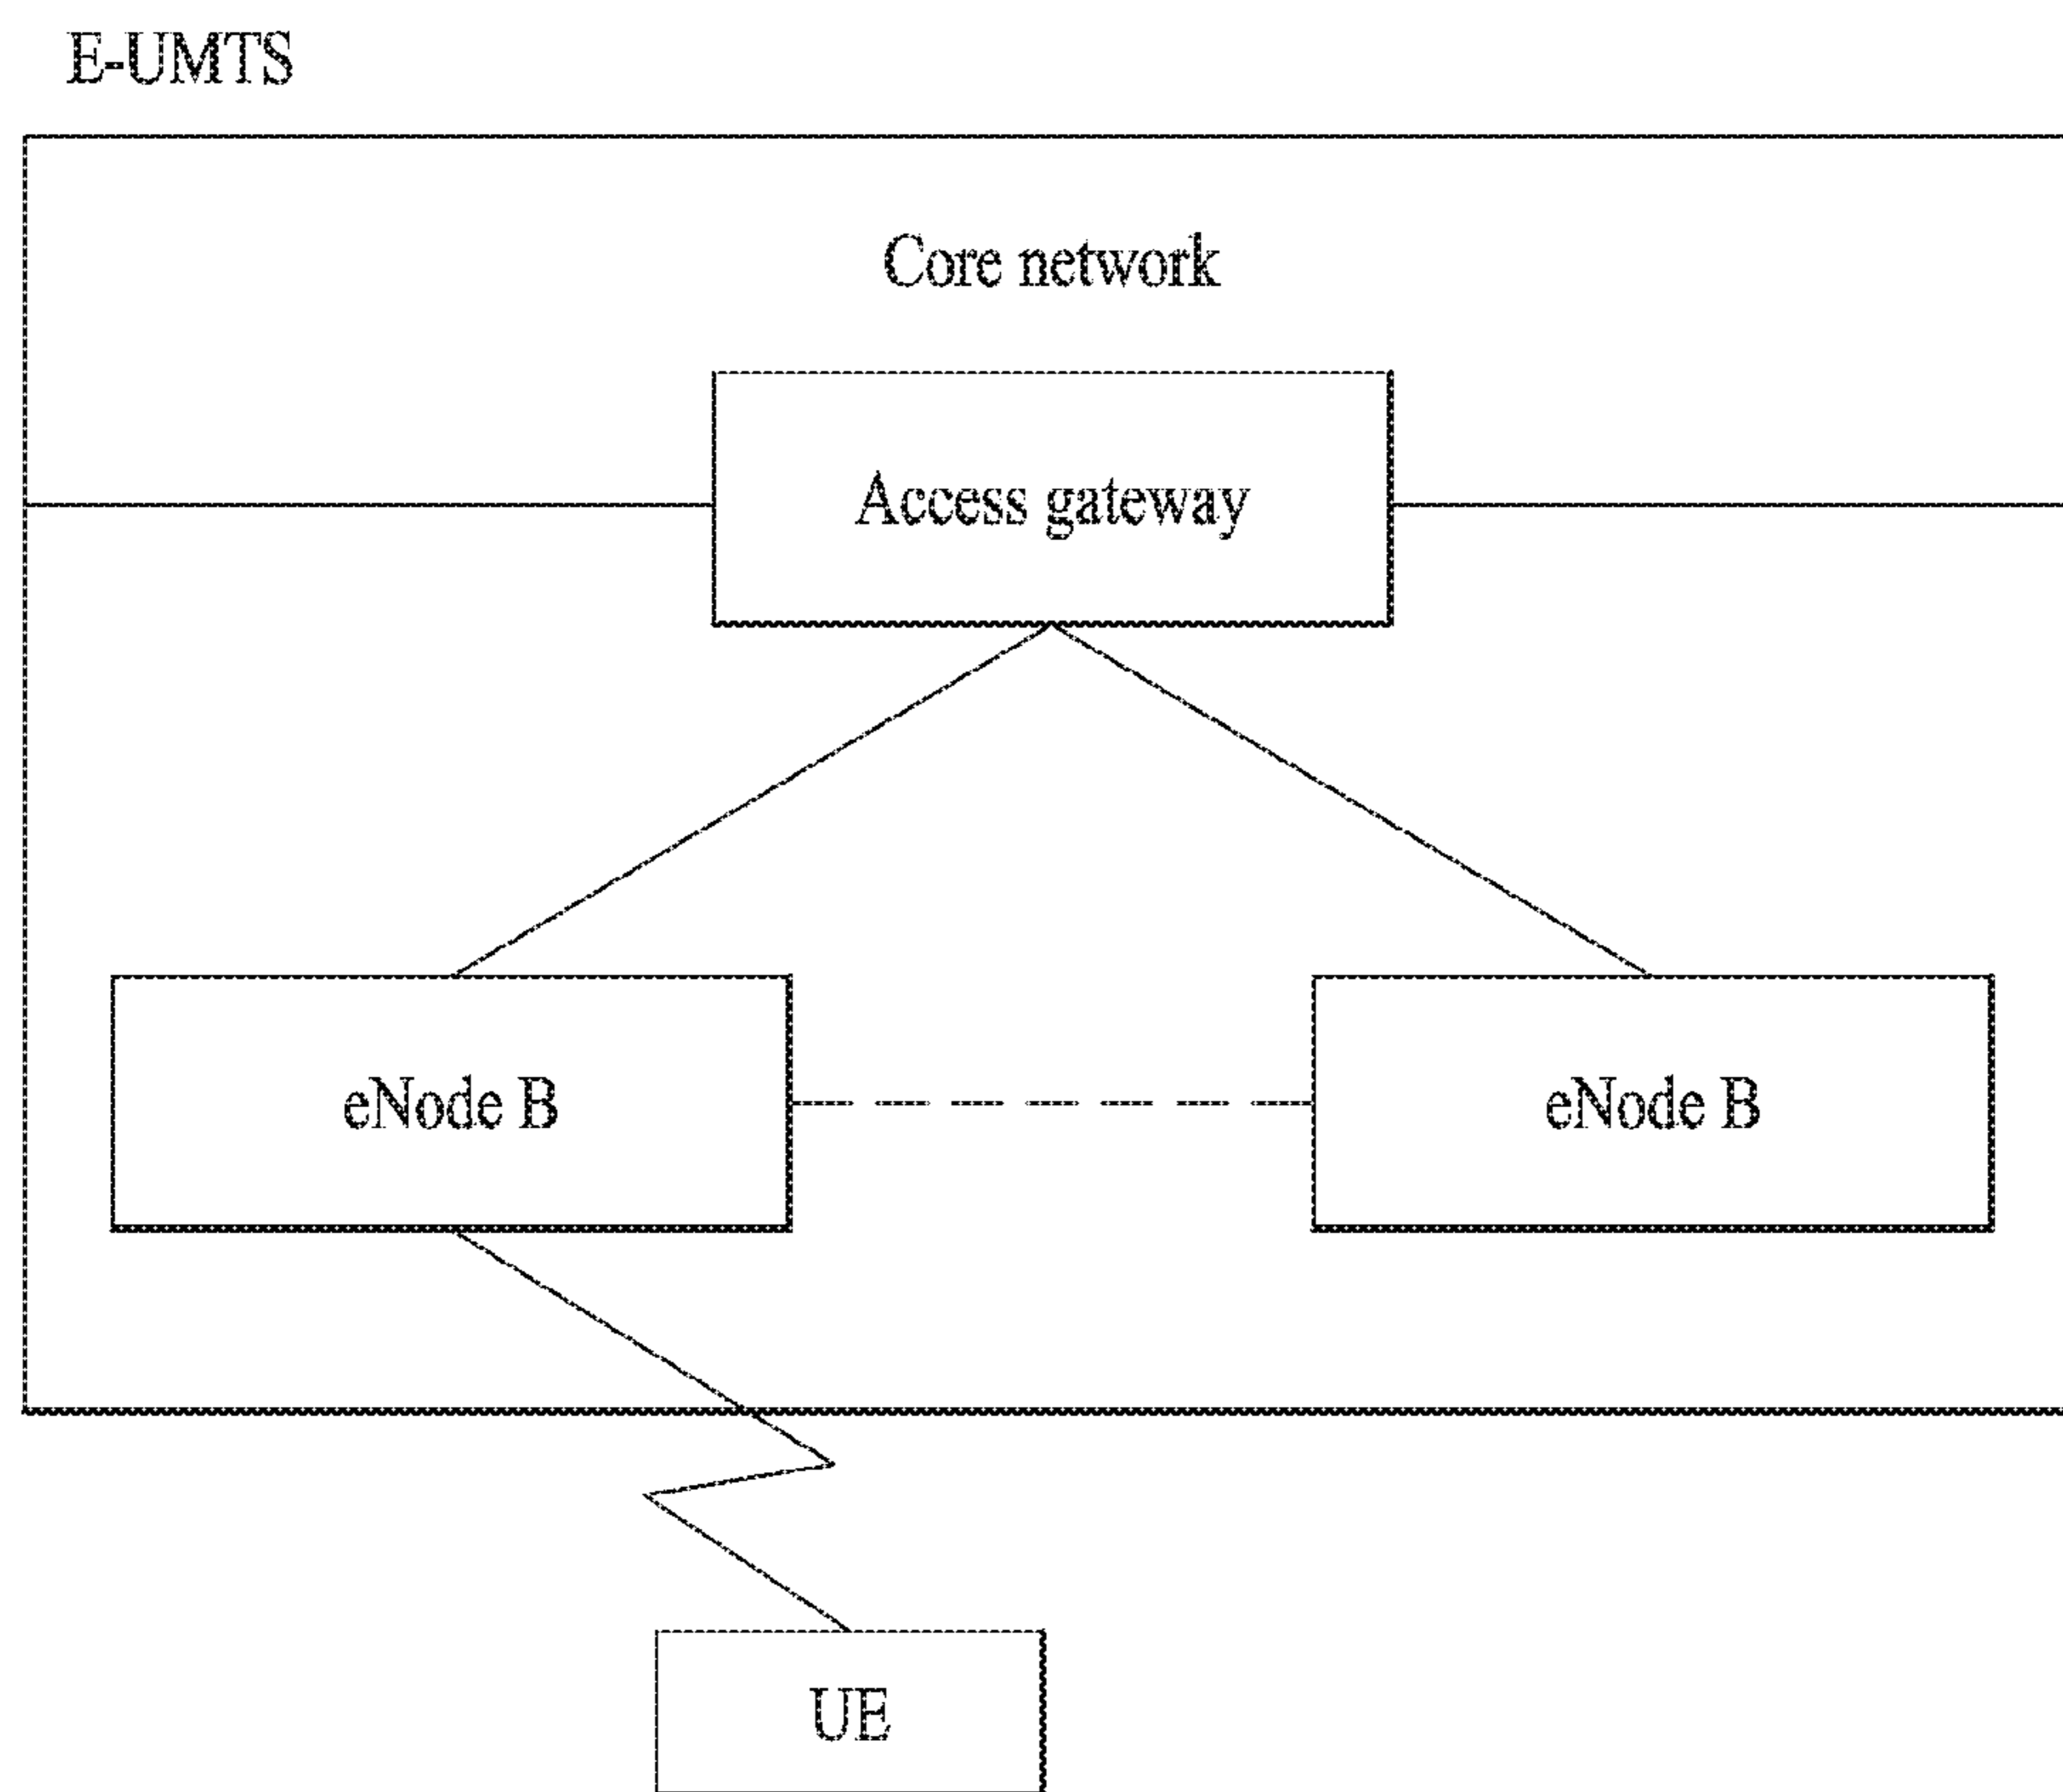 E-UMTS
Core network
Access gateway
eNode B
eNode B
UE